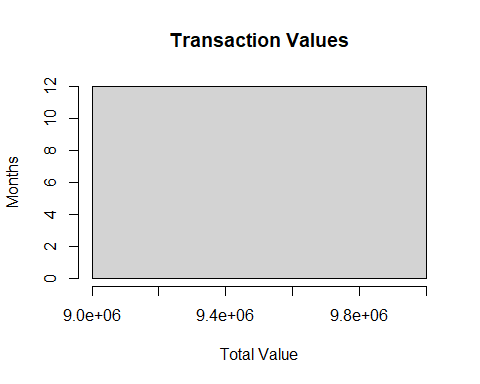 Transaction Values
Months
12
10
8
6
4
2
0
9.0e+06 9.4e+06 9.8e+06
Total Value